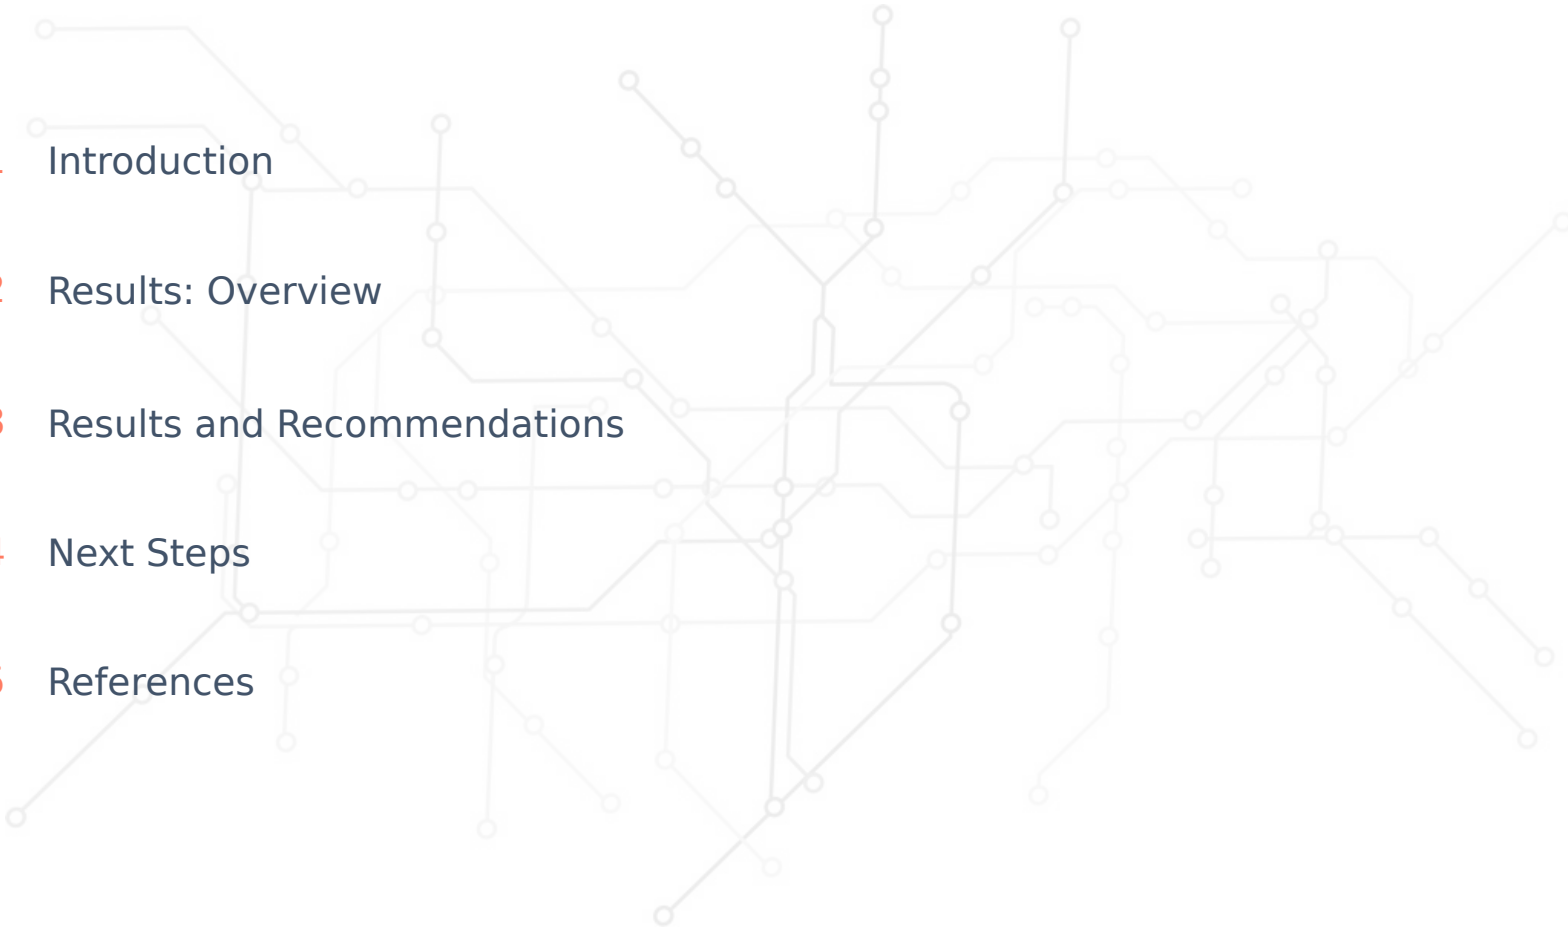 Introduction
Results: Overview
Results and Recommendations
Next Steps
References